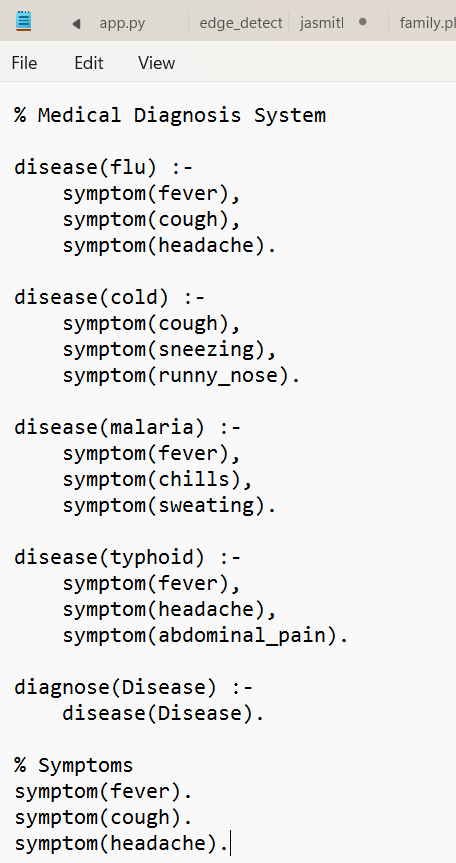 app.py edge_detect jasmitl family.pl
File Edit View
% Medical Diagnosis System
disease(flu) :-
symptom(fever),
symptom(cough),
symptom(headache).
disease(cold) :-
symptom(cough),
symptom(sneezing),
symptom(runny_nose).
disease(malaria) :-
symptom(fever),
symptom(chills),
symptom(sweating).
disease(typhoid) :-
symptom(fever),
symptom(headache),
symptom(abdominal_pain).
diagnose(Disease) :-
disease(Disease).
% Symptoms
symptom(fever).
symptom(cough).
symptom(headache).